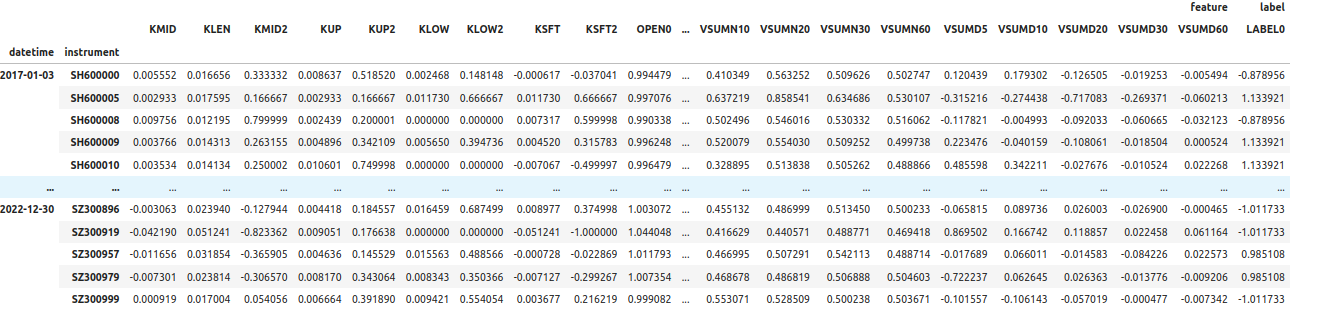 feature label
KMID KLEN KMID2 KUP KUP2 KLOW KLOW2 KSFT KSFT2 OPEN0 ... VSUMN10 VSUMN20 VSUMN30 VSUMN60 VSUMD5 VSUMD10 VSUMD20 VSUMD30 VSUMD60 LABEL0
datetime instrument
2017-01-03 SH600000 0.005552 0.016656 0.333332 0.008637 0.518520 0.002468 0.148148 -0.000617 -0.037041 0.994479 ... 0.410349 0.563252 0.509626 0.502747 0.120439 0.179302 -0.126505 -0.019253 -0.005494 -0.878956
SH600005 0.002933 0.017595 0.166667 0.002933 0.166667 0.011730 0.666667 0.011730 0.666667 0.997076 ... 0.637219 0.858541 0.634686 0.530107 -0.315216 -0.274438 -0.717083 -0.269371 -0.060213 1.133921
SH600008 0.009756 0.012195 0.799999 0.002439 0.200001 0.000000 0.000000 0.007317 0.599998 0.990338 ... 0.502496 0.546016 0.530332 0.516062 -0.117821 -0.004993 -0.092033 -0.060665 -0.032123 -0.878956
SH600009 0.003766 0.014313 0.263155 0.004896 0.342109 0.005650 0.394736 0.004520 0.315783 0.996248 ... 0.520079 0.554030 0.509252 0.499738 0.223476 -0.040159 -0.108061 -0.018504 0.000524 1.133921
SH600010 0.003534 0.014134 0.250002 0.010601 0.749998 0.000000 0.000000 -0.007067 -0.499997 0.996479 ... 0.328895 0.513838 0.505262 0.488866 0.485598 0.342211 -0.027676 -0.010524 0.022268 1.133921
... ... ... ... ... ... ... ... ... ... ... ... ... ... ... ... ... ... ... ... ... ... ...
2022-12-30 SZ300896 -0.003063 0.023940 -0.127944 0.004418 0.184557 0.016459 0.687499 0.008977 0.374998 1.003072 ... 0.455132 0.486999 0.513450 0.500233 -0.065815 0.089736 0.026003 -0.026900 -0.000465 -1.011733
SZ300919 -0.042190 0.051241 -0.823362 0.009051 0.176638 0.000000 0.000000 -0.051241 -1.000000 1.044048 ... 0.416629 0.440571 0.488771 0.469418 0.869502 0.166742 0.118857 0.022458 0.061164 -1.011733
SZ300957 -0.011656 0.031854 -0.365905 0.004636 0.145529 0.015563 0.488566 -0.000728 -0.022869 1.011793 ... 0.466995 0.507291 0.542113 0.488714 -0.017689 0.066011 -0.014583 -0.084226 0.022573 0.985108
SZ300979 -0.007301 0.023814 -0.306570 0.008170 0.343064 0.008343 0.350366 -0.007127 -0.299267 1.007354 ... 0.468678 0.486819 0.506888 0.504603 -0.722237 0.062645 0.026363 -0.013776 -0.009206 0.985108
SZ300999 0.000919 0.017004 0.054056 0.006664 0.391890 0.009421 0.554054 0.003677 0.216219 0.999082 ... 0.553071 0.528509 0.500238 0.503671 -0.101557 -0.106143 -0.057019 -0.000477 -0.007342 -1.011733